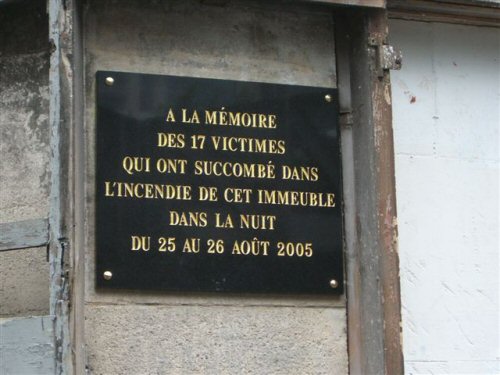 A LA MÉMOIRE
DES 17 VICTIMES
QUI ONT SUCCOMBÉ DANS
L'INCENDIE DE CET IMMEUBLE
DANS LA NUIT
DU 25 AU 26 AOÛT 2005